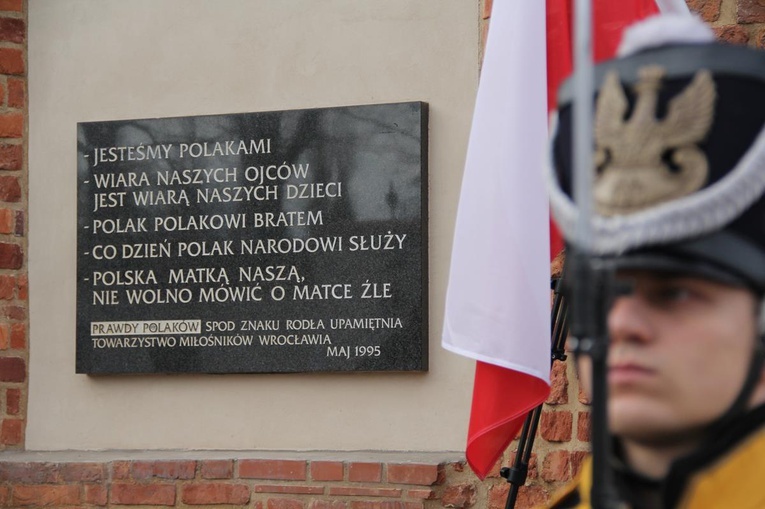 - JESTEŚMY POLAKAMI
- WIARA NASZYCH OJCÓW
JEST WIARĄ NASZYCH DZIECI
- POLAK POLAKOWI BRATEM
- CO DZIEŃ POLAK NARODOWI SŁUŻY
- POLSKA MATKĄ NASZĄ,
NIE WOLNO MÓWIĆ O MATCE ŹLE
PRAWDY POLAKÓW SPOD ZNAKU RODŁA UPAMIĘTNIA
TOWARZYSTWO MIŁOŚNIKÓW WROCŁAWIA
MAJ 1995